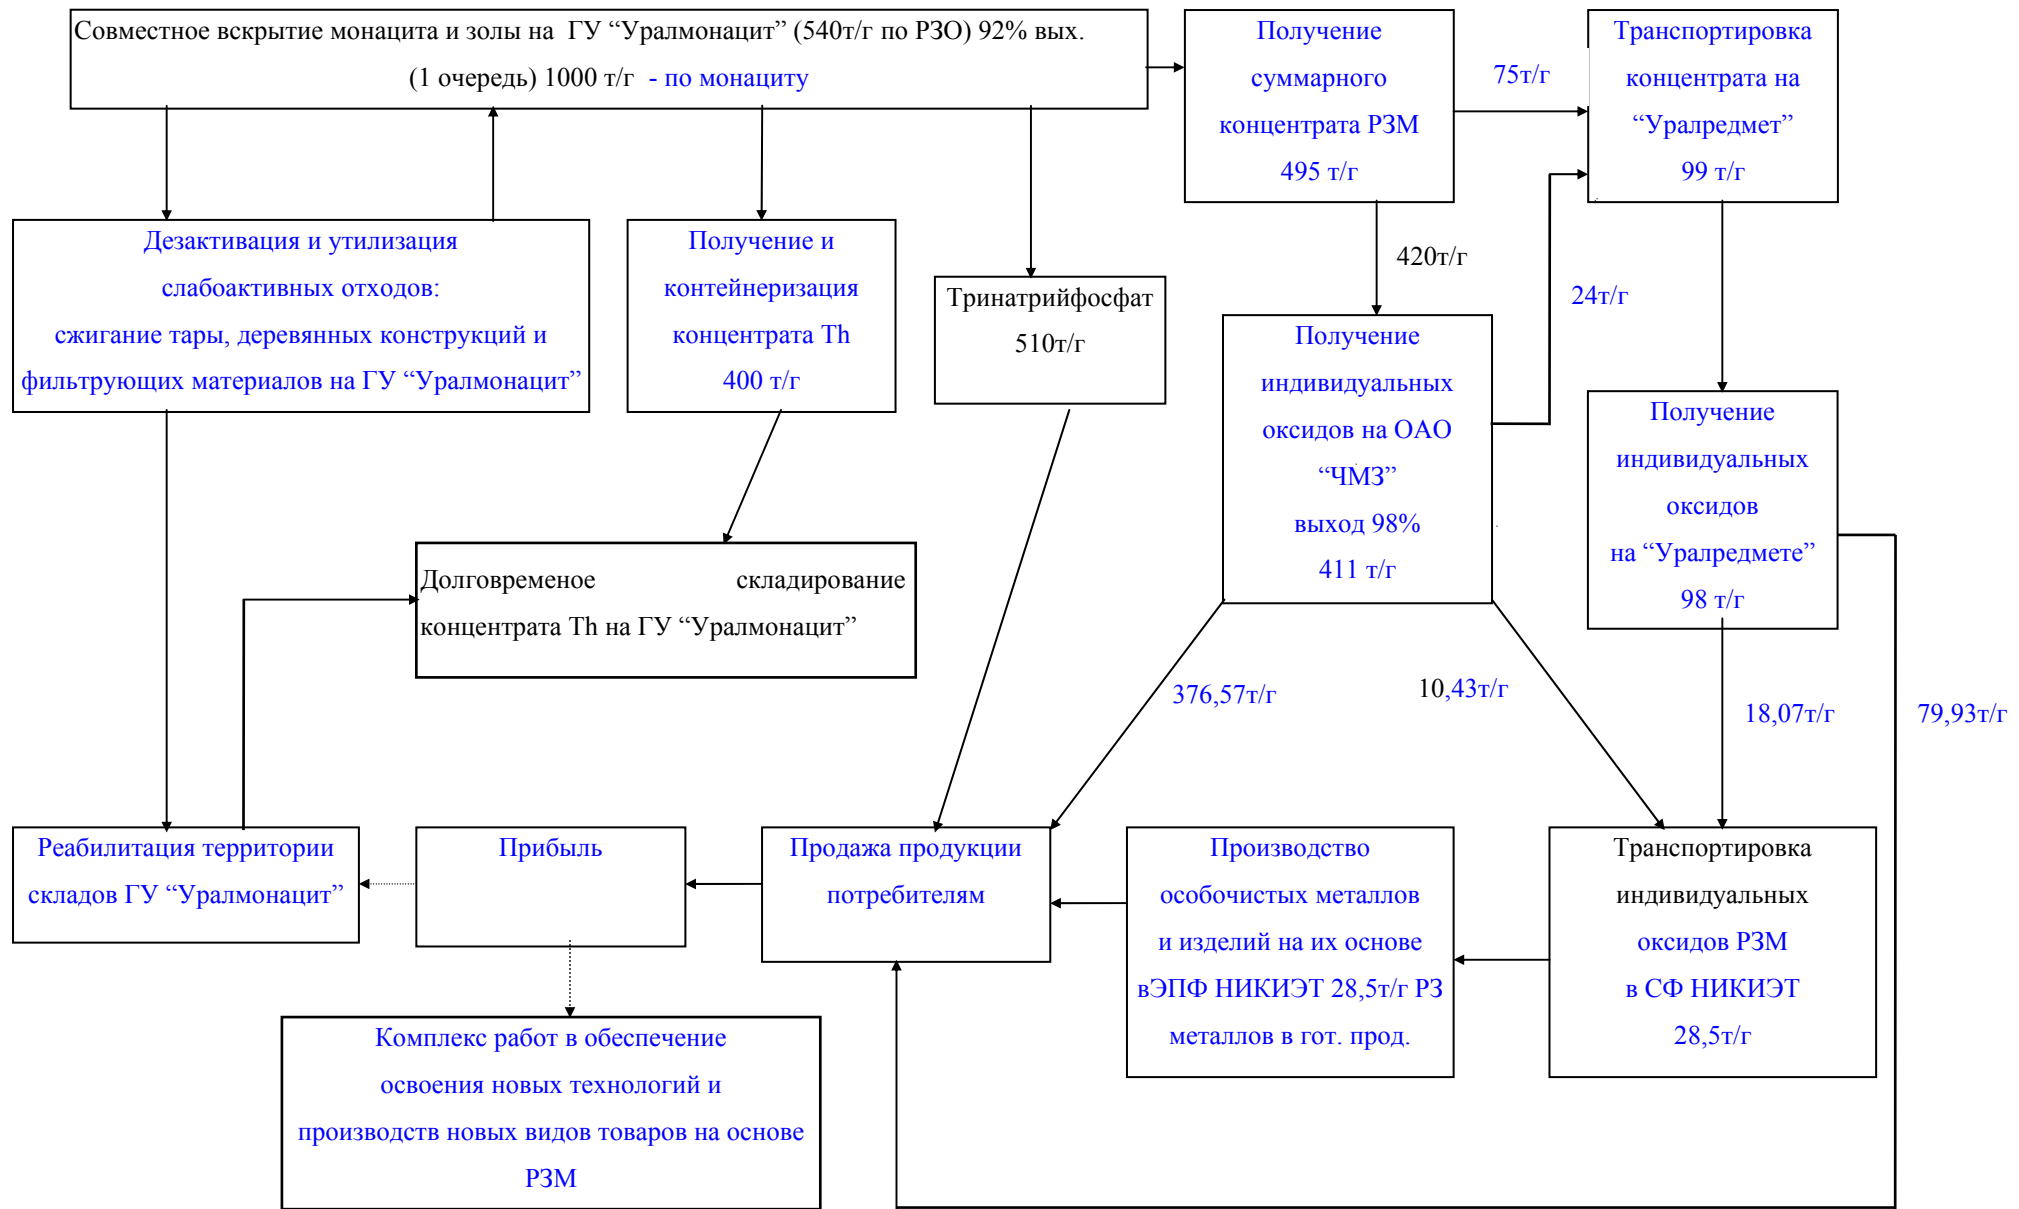 Совместное вскрытие монацита и золы на ГУ “Уралмонацит” (540т/г по РЗО) 92% вых.
(1 очередь) 1000 т/г - по монациту
Получение
суммарного
концентрата РЗМ
495 т/г
75т/г
Транспортировка
концентрата на
“Уралредмет”
99 т/г
Дезактивация и утилизация
слабоактивных отходов:
сжигание тары, деревянных конструкций и
фильтрующих материалов на ГУ “Уралмонацит”
Получение и
контейнеризация
концентрата Th
400 т/г
Тринатрийфосфат
510т/г
420т/г
24т/г
Получение
индивидуальных
оксидов на ОАО
“ЧМЗ”
выход 98%
411 т/г
Получение
индивидуальных
оксидов
на “Уралредмете”
98 т/г
Долговременое складирование
концентрата Th на ГУ “Уралмонацит”
376,57т/г
10,43т/г
18,07т/г
79,93т/г
Реабилитация территории
складов ГУ “Уралмонацит”
Прибыль
Продажа продукции
потребителям
Производство
особочистых металлов
и изделий на их основе
вЭПФ НИКИЭТ 28,5т/г РЗ
металлов в гот. прод.
Транспортировка
индивидуальных
оксидов РЗМ
в СФ НИКИЭТ
28,5т/г
Комплекс работ в обеспечение
освоения новых технологий и
производств новых видов товаров на основе
РЗМ